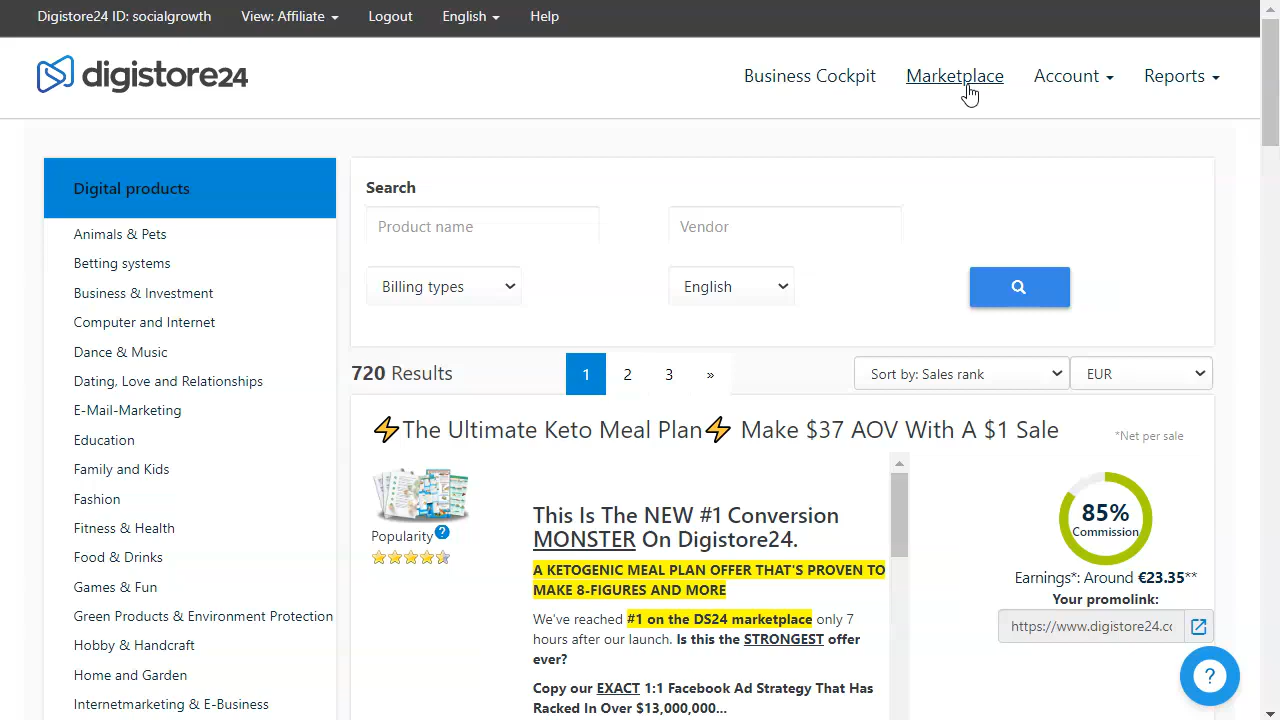 Digistore24 ID: socialgrowth View: Affiliate Logout English Help
digistore24 Business Cockpit Marketplace Account Reports
Digital products
Animals & Pets
Betting systems
Business & Investment
Computer and Internet
Dance & Music
Dating, Love and Relationships
E-Mail-Marketing
Education
Family and Kids
Fashion
Fitness & Health
Food & Drinks
Games & Fun
Green Products & Environment Protection
Hobby & Handcraft
Home and Garden
Internetmarketing & E-Business
Search
Product name Vendor
Billing types English
720 Results 1 2 3 » Sort by: Sales rank EUR
⚡The Ultimate Keto Meal Plan⚡ Make $37 AOV With A $1 Sale
*Net per sale
Popularity ?
This Is The NEW #1 Conversion
MONSTER On Digistore24.
A KETOGENIC MEAL PLAN OFFER THAT'S PROVEN TO
MAKE 8-FIGURES AND MORE
We've reached #1 on the DS24 marketplace only 7
hours after our launch. Is this the STRONGEST offer
ever?
Copy our EXACT 1:1 Facebook Ad Strategy That Has
Racked In Over $13,000,000...
85%
Commission
Earnings*: Around €23.35**
Your promolink:
https://www.digistore24.cc
?